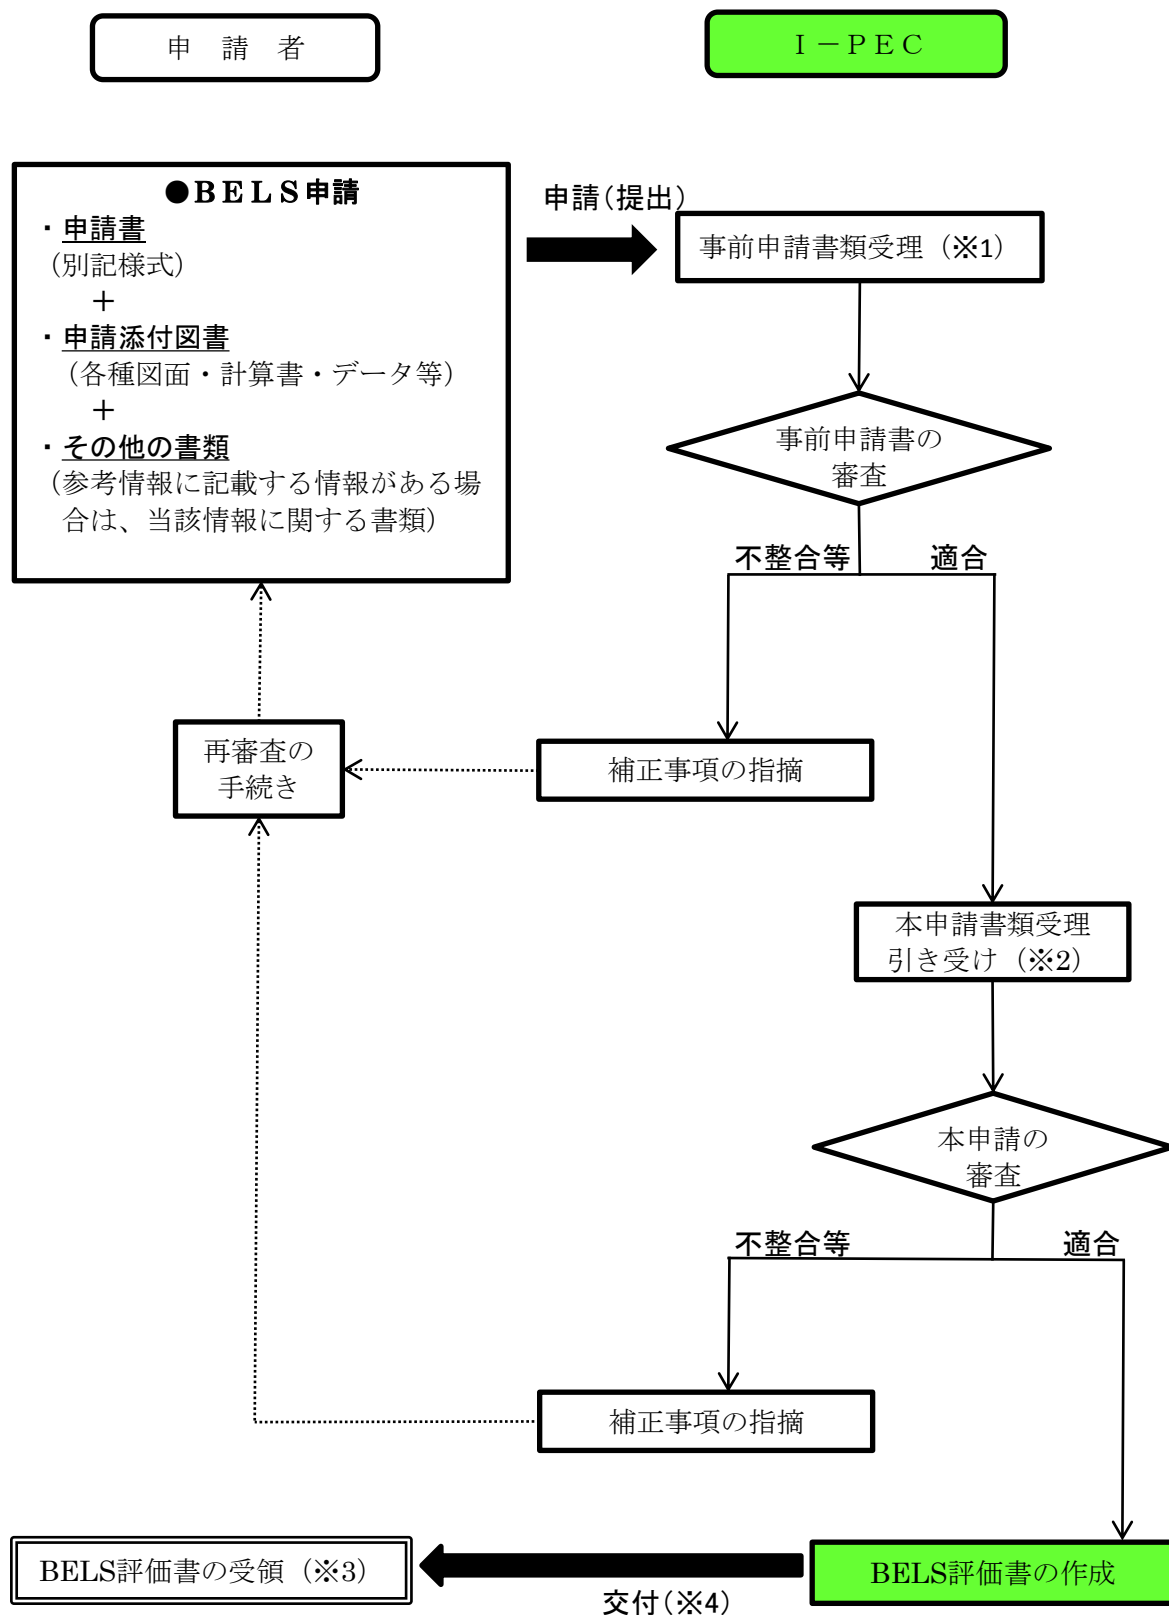 申　請　者
Ｉ－ＰＥＣ
●ＢＥＬＳ申請
・申請書
（別記様式）
＋
・申請添付図書
（各種図面・計算書・データ等）
＋
・その他の書類
（参考情報に記載する情報がある場
合は、当該情報に関する書類）
申請（提出）
事前申請書類受理（※1）
事前申請書の
審査
不整合等
適合
再審査の
手続き
補正事項の指摘
本申請書類受理
引き受け（※2）
本申請の
審査
不整合等
適合
補正事項の指摘
BELS評価書の受領（※3）
交付（※4）
BELS評価書の作成